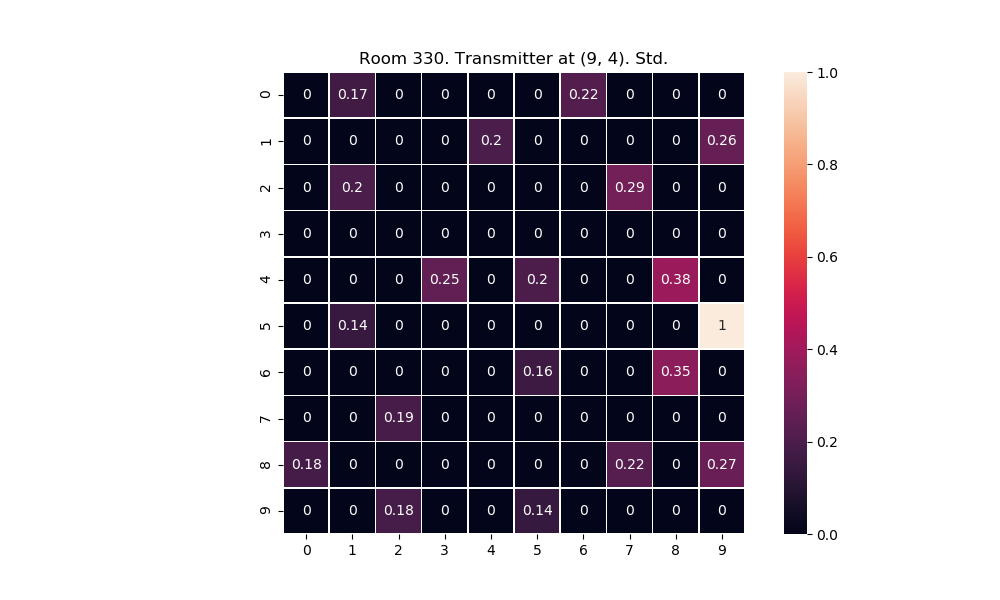 Room 330. Transmitter at (9, 4). Std.
0 0 0.17 0 0 0 0 0.22 0 0 0
1 0 0 0 0 0.2 0 0 0 0 0.26
2 0 0.2 0 0 0 0 0 0.29 0 0
3 0 0 0 0 0 0 0 0 0 0
4 0 0 0 0.25 0 0.2 0 0 0.38 0
5 0 0.14 0 0 0 0 0 0 0 1
6 0 0 0 0 0 0.16 0 0 0.35 0
7 0 0 0.19 0 0 0 0 0 0 0
8 0.18 0 0 0 0 0 0 0.22 0 0.27
9 0 0 0.18 0 0 0.14 0 0 0 0
0 1 2 3 4 5 6 7 8 9
1.0
0.8
0.6
0.4
0.2
0.0